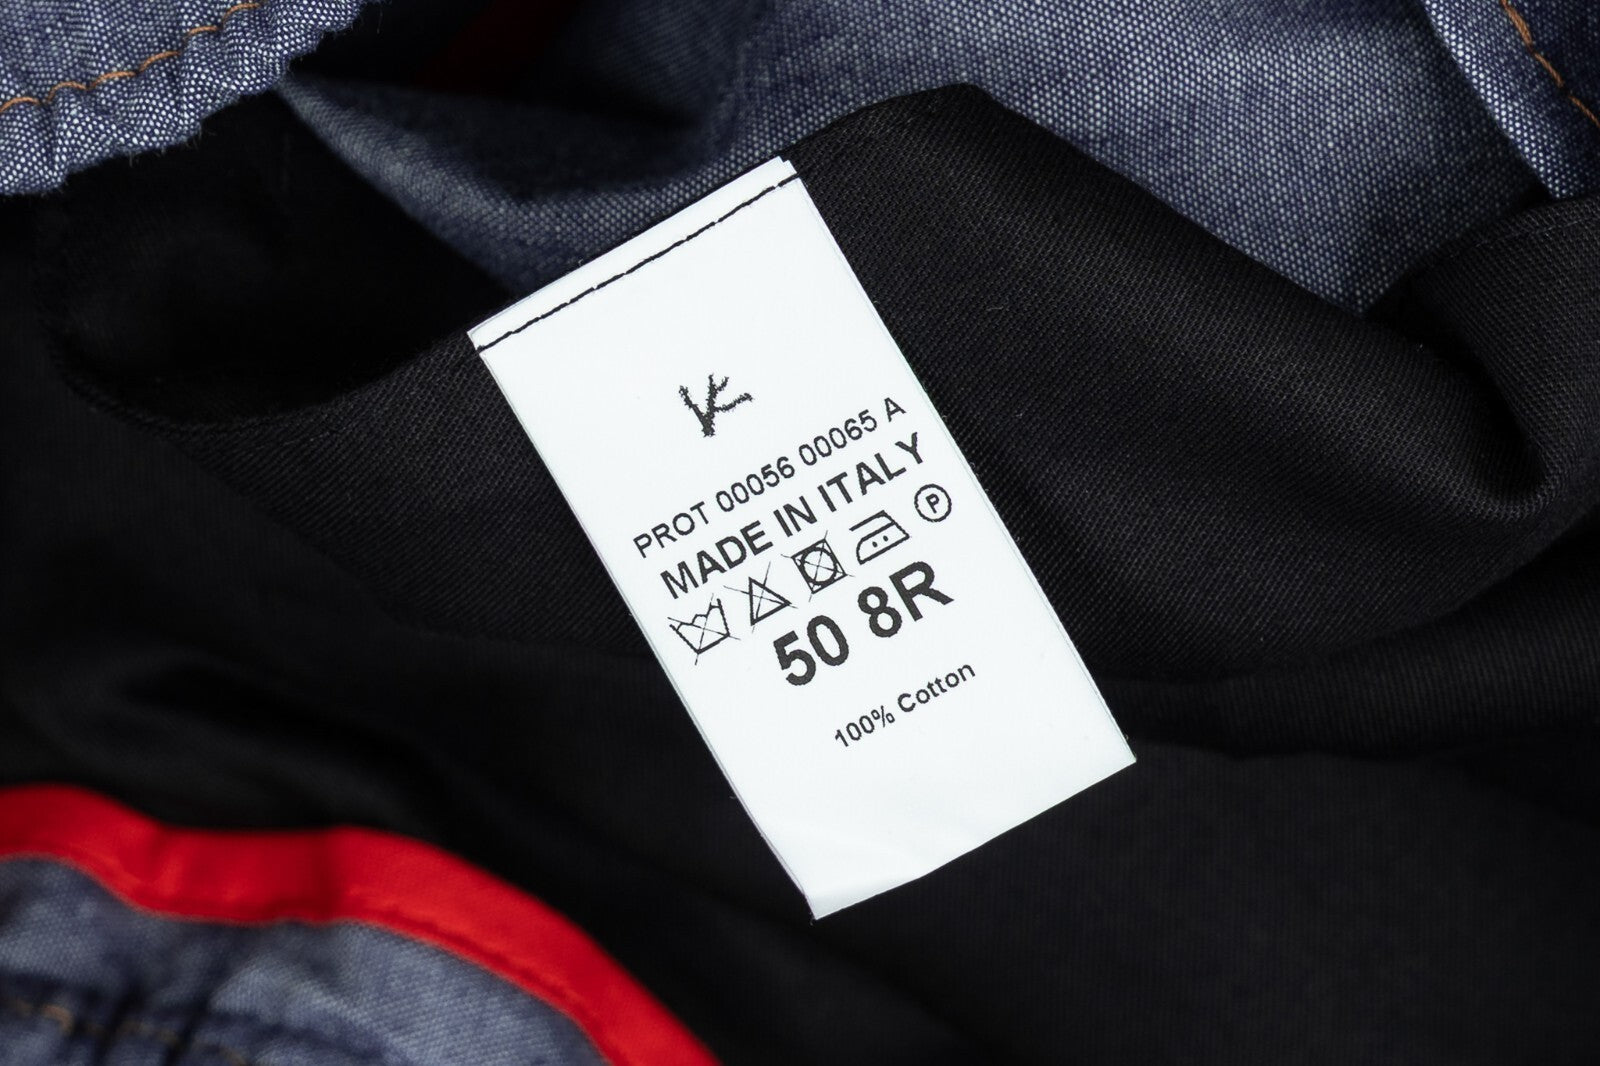 PROT 00056 00065 A
MADE IN ITALY
P
50 8R
100% Cotton